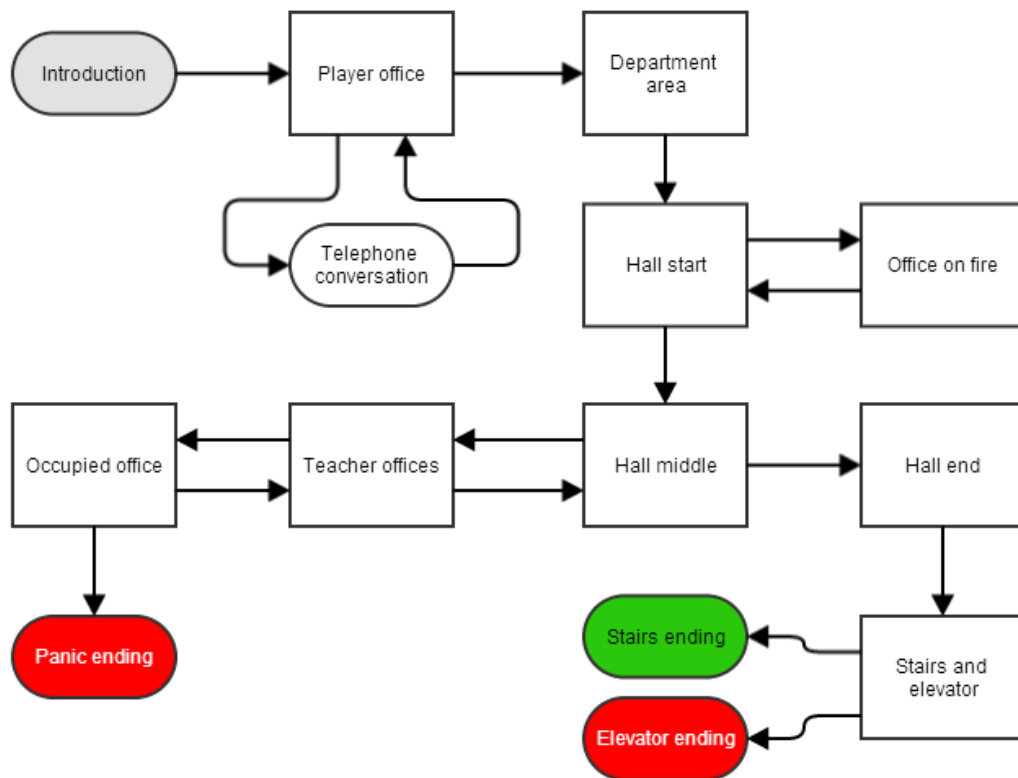 Introduction
Player office
Department
area
Telephone
conversation
Hall start
Office on fire
Occupied office
Teacher offices
Hall middle
Hall end
Panic ending
Stairs ending
Stairs and
elevator
Elevator ending